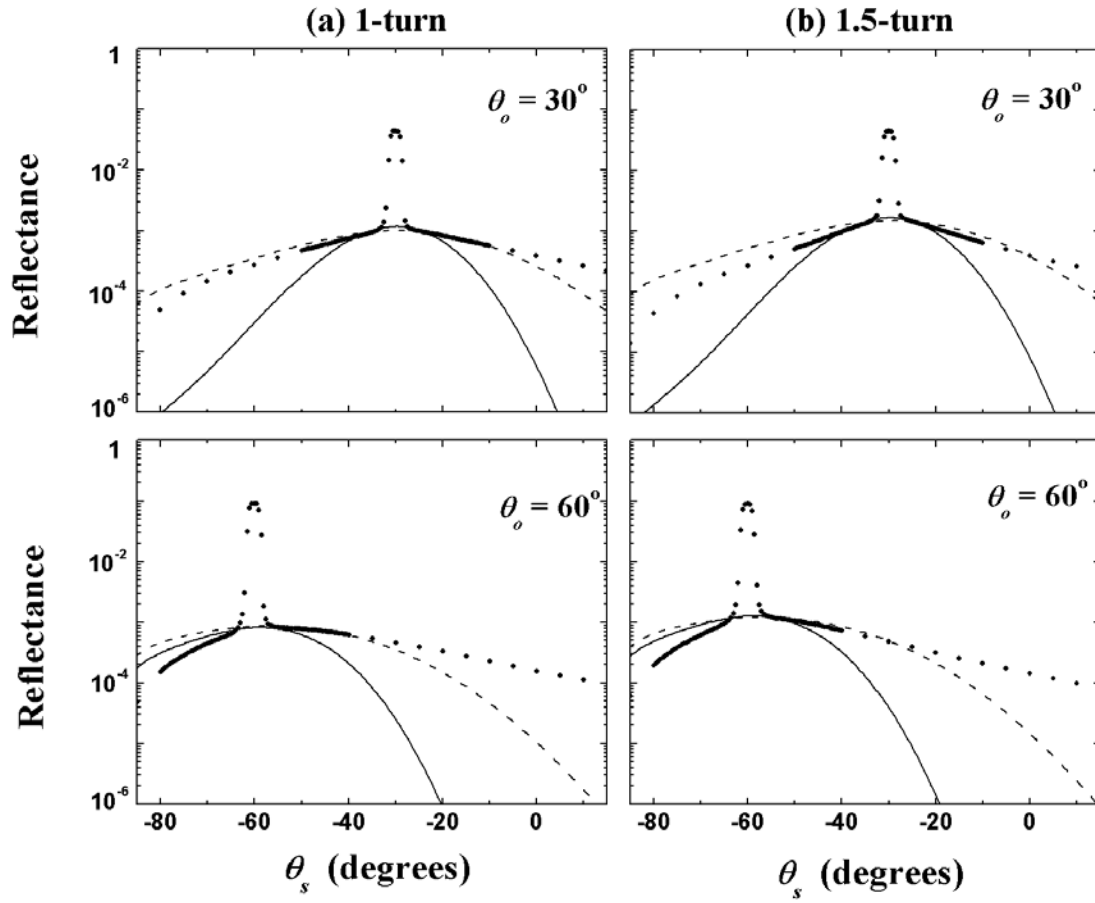 (a) 1-turn
(b) 1.5-turn
1
10⁻²
10⁻⁴
10⁻⁶
Reflectance
θₒ = 30°
θₒ = 30°
1
10⁻²
10⁻⁴
10⁻⁶
Reflectance
θₒ = 60°
θₒ = 60°
-80 -60 -40 -20 0
-80 -60 -40 -20 0
θₛ (degrees)
θₛ (degrees)